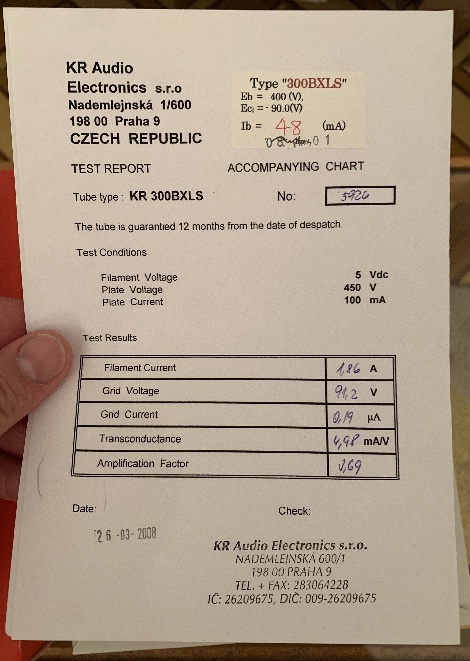 KR Audio
Electronics s.r.o
Nademlejnská 1/600
198 00 Praha 9
CZECH REPUBLIC
Type "300BXLS"
Eb = 400 (V),
Ec₁ = - 90.0(V),
Ib = 48 (mA)
TEST REPORT ACCOMPANYING CHART
Tube type : KR 300BXLS No: 5926
The tube is guarantied 12 months from the date of despatch.
Test Conditions
Filament Voltage 5 Vdc
Plate Voltage 450 V
Plate Current 100 mA
Test Results
Filament Current 1,86 A
Grid Voltage 91,2 V
Grid Current 0,19 µA
Transconductance 4,98 mA/V
Amplification Factor
Date: Check:
26 -03- 2008
KR Audio Electronics s.r.o.
NADEMLEJNSKÁ 600/1
198 00 PRAHA 9
TEL. + FAX: 283064228
IČ: 26209675, DIČ: 009-26209675